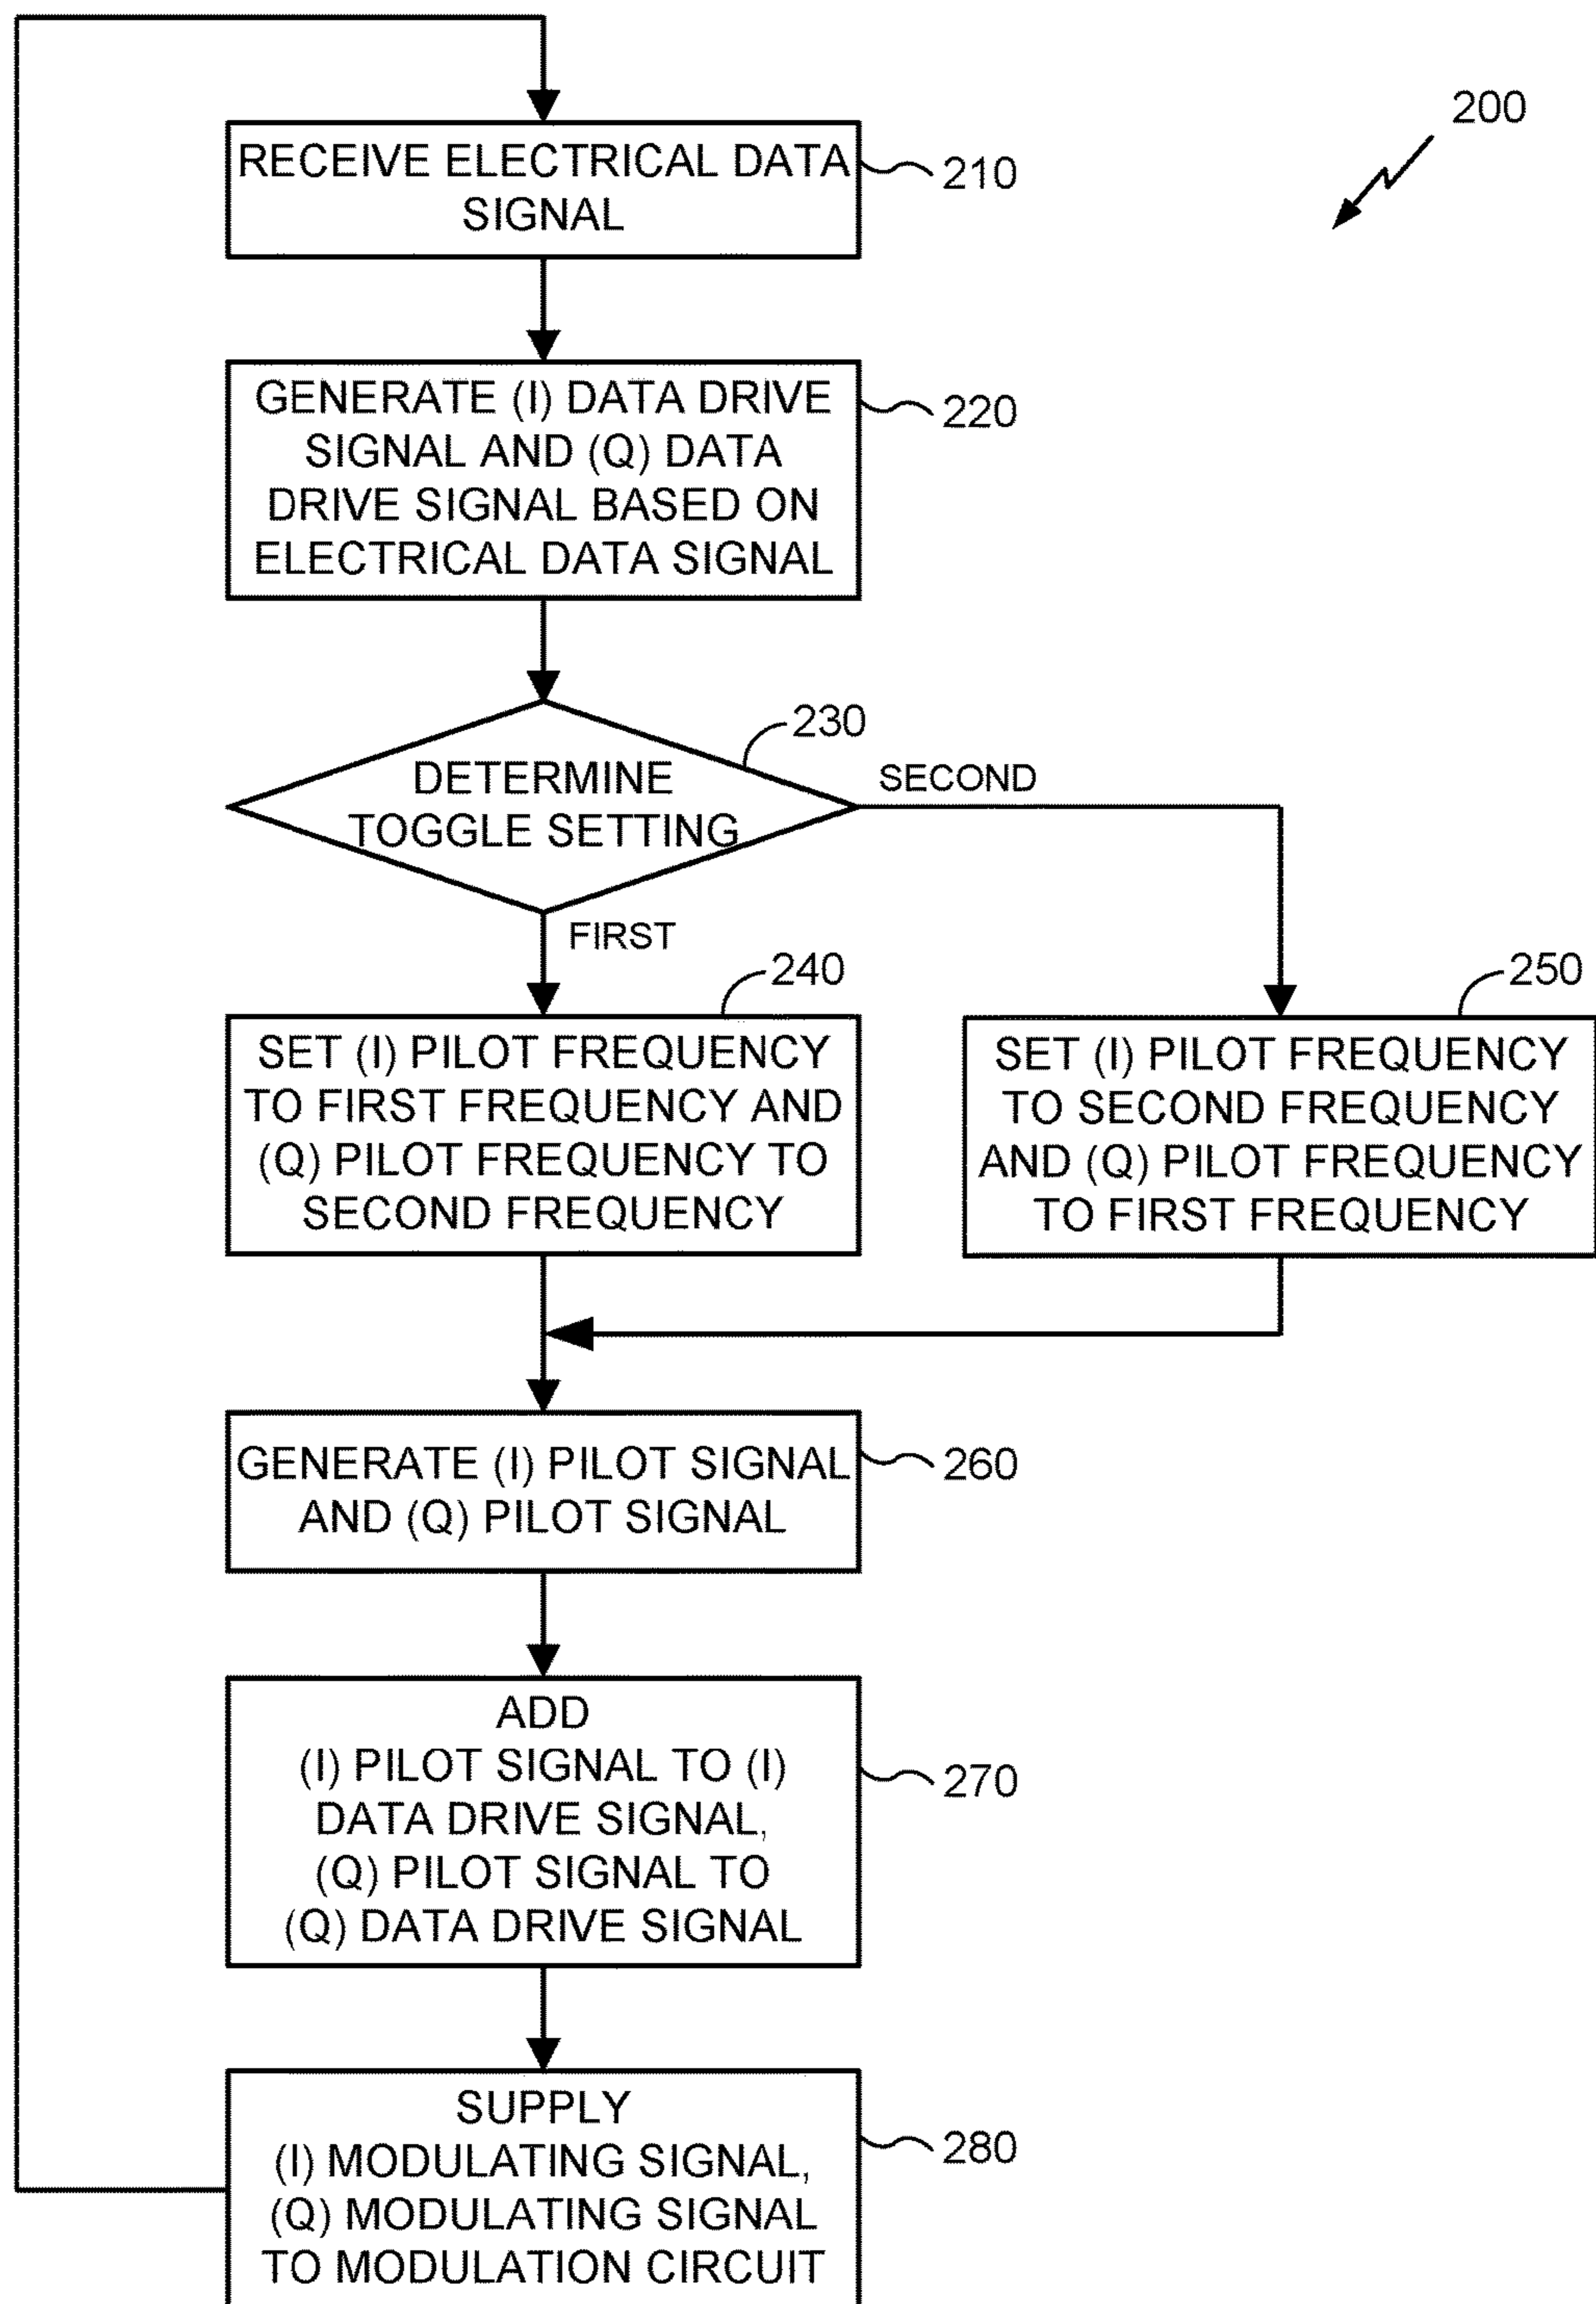 200
RECEIVE ELECTRICAL DATA
SIGNAL
210
GENERATE (I) DATA DRIVE
SIGNAL AND (Q) DATA
DRIVE SIGNAL BASED ON
ELECTRICAL DATA SIGNAL
220
230
DETERMINE
TOGGLE SETTING
SECOND
FIRST
240
SET (I) PILOT FREQUENCY
TO FIRST FREQUENCY AND
(Q) PILOT FREQUENCY TO
SECOND FREQUENCY
250
SET (I) PILOT FREQUENCY
TO SECOND FREQUENCY
AND (Q) PILOT FREQUENCY
TO FIRST FREQUENCY
GENERATE (I) PILOT SIGNAL
AND (Q) PILOT SIGNAL
260
ADD
(I) PILOT SIGNAL TO (I)
DATA DRIVE SIGNAL,
(Q) PILOT SIGNAL TO
(Q) DATA DRIVE SIGNAL
270
SUPPLY
(I) MODULATING SIGNAL,
(Q) MODULATING SIGNAL
TO MODULATION CIRCUIT
280